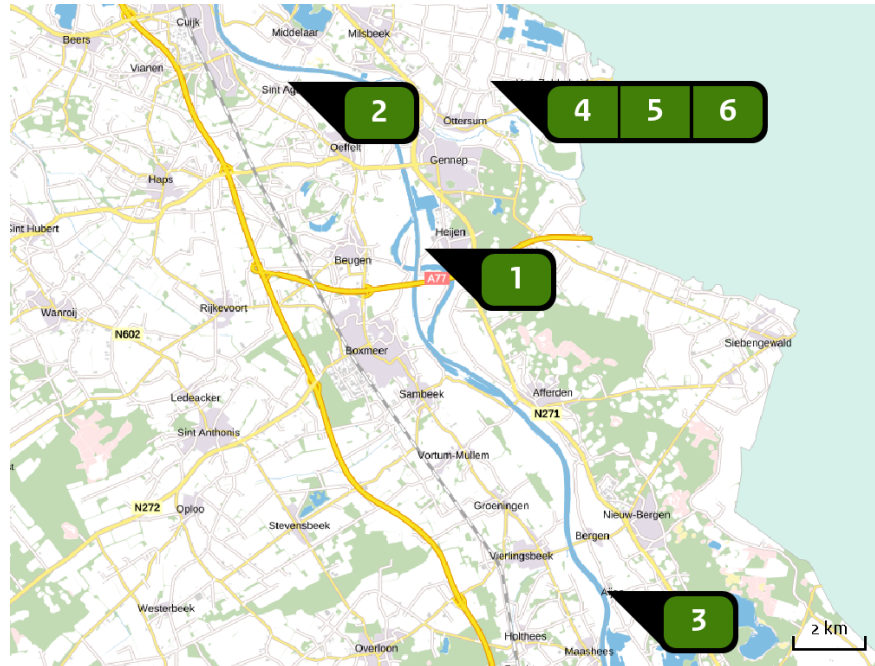 Cuijk
Middelaar
Milsbeek
Beers
Vianen
Sint Ag
2
4 5 6
Ottersum
Oeffelt
Gennep
Haps
int Hubert
Heijen
Beugen
A77
1
Rijkevoort
Wanroij
N602
Siebengewald
Boxmeer
Sambeek
Afferden
Ledeacker
N271
Sint Anthonis
Vortum-Mullem
N272
Oploo
Groeningen
Nieuw-Bergen
Stevensbeek
Bergen
Vierlingsbeek
3
Westerbeek
2 km
Holthees
Overloon
Maashees